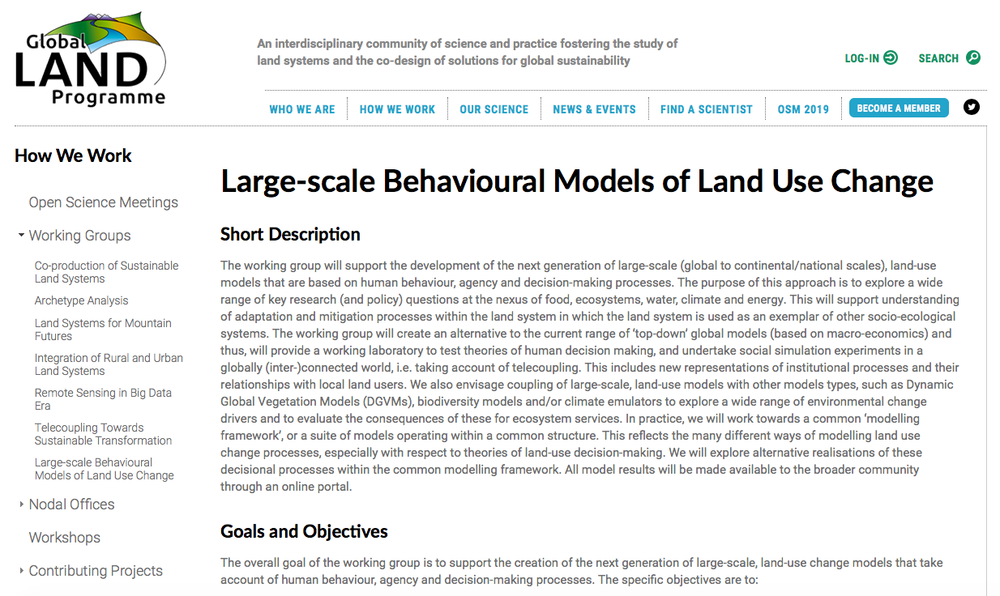 Global
LAND
Programme
An interdisciplinary community of science and practice fostering the study of
land systems and the co-design of solutions for global sustainability
LOG-IN
SEARCH
WHO WE ARE
HOW WE WORK
OUR SCIENCE
NEWS & EVENTS
FIND A SCIENTIST
OSM 2019
BECOME A MEMBER
How We Work
Open Science Meetings
Working Groups
Co-production of Sustainable
Land Systems
Archetype Analysis
Land Systems for Mountain
Futures
Integration of Rural and Urban
Land Systems
Remote Sensing in Big Data
Era
Telecoupling Towards
Sustainable Transformation
Large-scale Behavioural
Models of Land Use Change
Nodal Offices
Workshops
Contributing Projects
Large-scale Behavioural Models of Land Use Change
Short Description
The working group will support the development of the next generation of large-scale (global to continental/national scales), land-use
models that are based on human behaviour, agency and decision-making processes. The purpose of this approach is to explore a wide
range of key research (and policy) questions at the nexus of food, ecosystems, water, climate and energy. This will support understanding
of adaptation and mitigation processes within the land system in which the land system is used as an exemplar of other socio-ecological
systems. The working group will create an alternative to the current range of ‘top-down’ global models (based on macro-economics) and
thus, will provide a working laboratory to test theories of human decision making, and undertake social simulation experiments in a
globally (inter-)connected world, i.e. taking account of telecoupling. This includes new representations of institutional processes and their
relationships with local land users. We also envisage coupling of large-scale, land-use models with other models types, such as Dynamic
Global Vegetation Models (DGVMs), biodiversity models and/or climate emulators to explore a wide range of environmental change
drivers and to evaluate the consequences of these for ecosystem services. In practice, we will work towards a common ‘modelling
framework’, or a suite of models operating within a common structure. This reflects the many different ways of modelling land use
change processes, especially with respect to theories of land-use decision-making. We will explore alternative realisations of these
decisional processes within the common modelling framework. All model results will be made available to the broader community
through an online portal.
Goals and Objectives
The overall goal of the working group is to support the creation of the next generation of large-scale, land-use change models that take
account of human behaviour, agency and decision-making processes. The specific objectives are to: